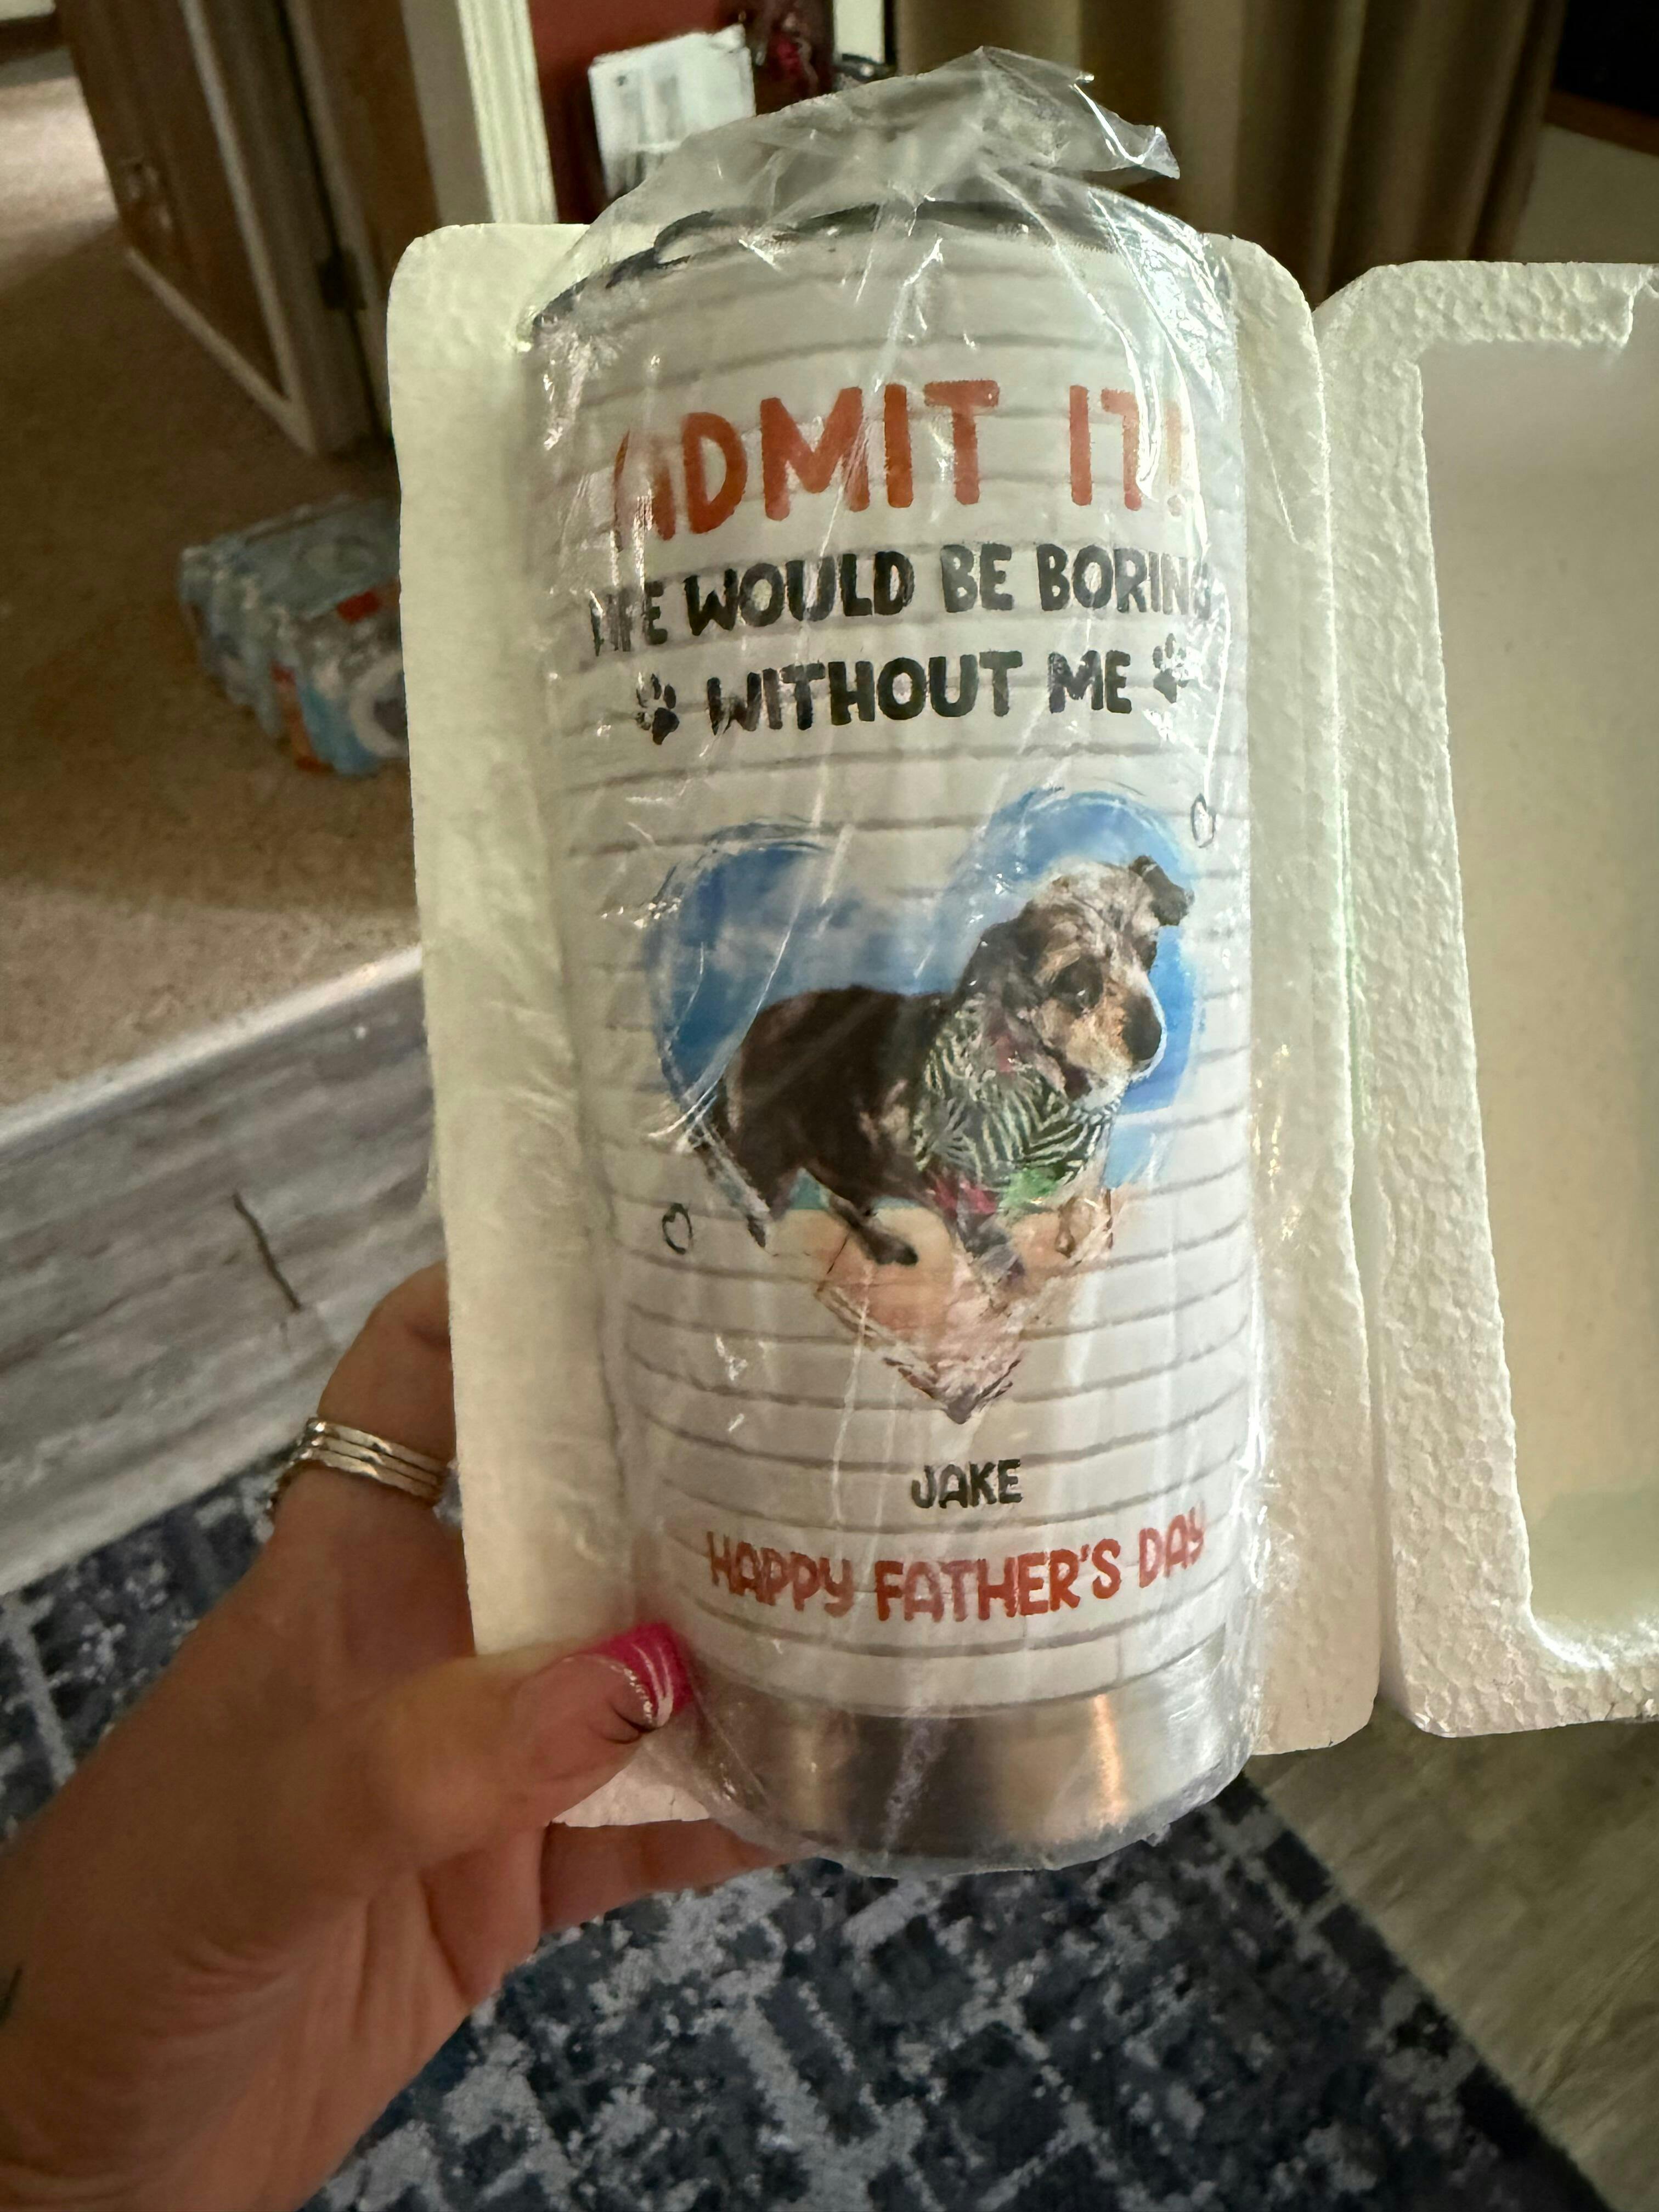 ADMIT IT!
LIFE WOULD BE BORING
WITHOUT ME
JAKE
HAPPY FATHER'S DAY